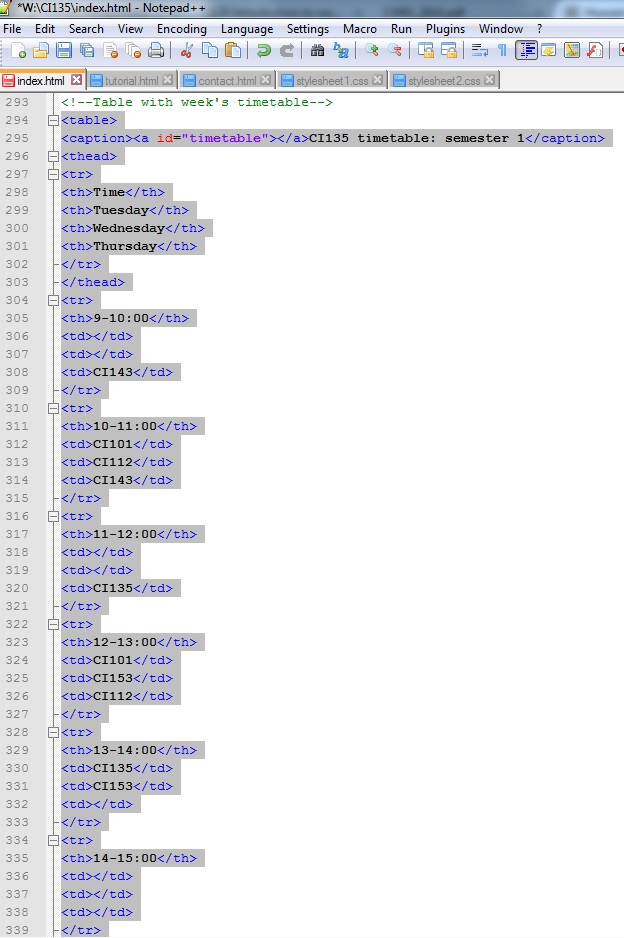 *W:\CI135\index.html - Notepad++
File Edit Search View Encoding Language Settings Macro Run Plugins Window ?
index.html tutorial.html contact.html stylesheet1.css stylesheet2.css
293 <!--Table with week's timetable-->
294 <table>
295 <caption><a id="timetable"></a>CI135 timetable: semester 1</caption>
296 <thead>
297 <tr>
298 <th>Time</th>
299 <th>Tuesday</th>
300 <th>Wednesday</th>
301 <th>Thursday</th>
302 </tr>
303 </thead>
304 <tr>
305 <th>9-10:00</th>
306 <td></td>
307 <td></td>
308 <td>CI143</td>
309 </tr>
310 <tr>
311 <th>10-11:00</th>
312 <td>CI101</td>
313 <td>CI112</td>
314 <td>CI143</td>
315 </tr>
316 <tr>
317 <th>11-12:00</th>
318 <td></td>
319 <td></td>
320 <td>CI135</td>
321 </tr>
322 <tr>
323 <th>12-13:00</th>
324 <td>CI101</td>
325 <td>CI153</td>
326 <td>CI112</td>
327 </tr>
328 <tr>
329 <th>13-14:00</th>
330 <td>CI135</td>
331 <td>CI153</td>
332 <td></td>
333 </tr>
334 <tr>
335 <th>14-15:00</th>
336 <td></td>
337 <td></td>
338 <td></td>
339 </tr>